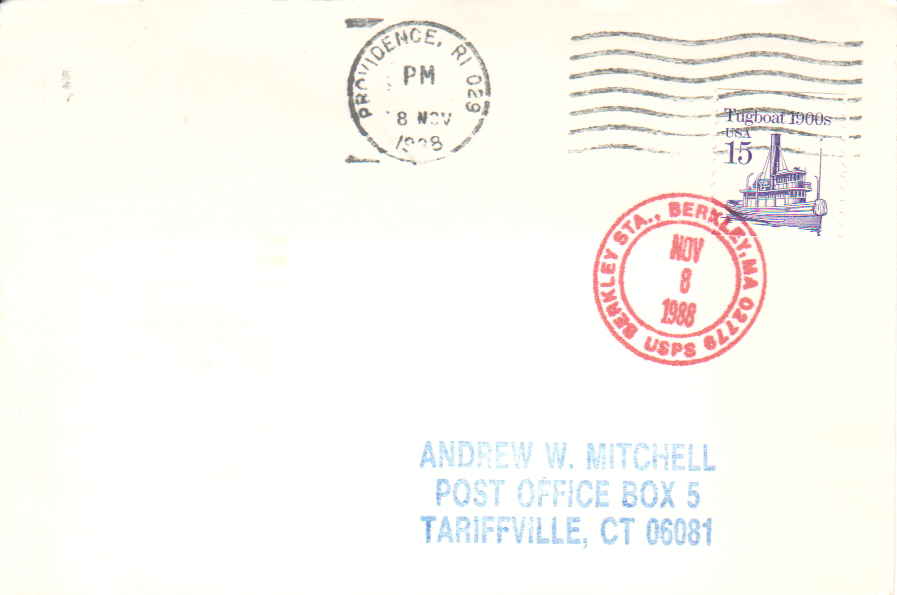 PROVIDENCE, RI 029
PM
8 NOV
1988
Tugboat 1900s
USA
15
BERKLEY STA., BERKLEY, MA 02779
NOV
8
1988
USPS
ANDREW W. MITCHELL
POST OFFICE BOX 5
TARIFFVILLE, CT 06081